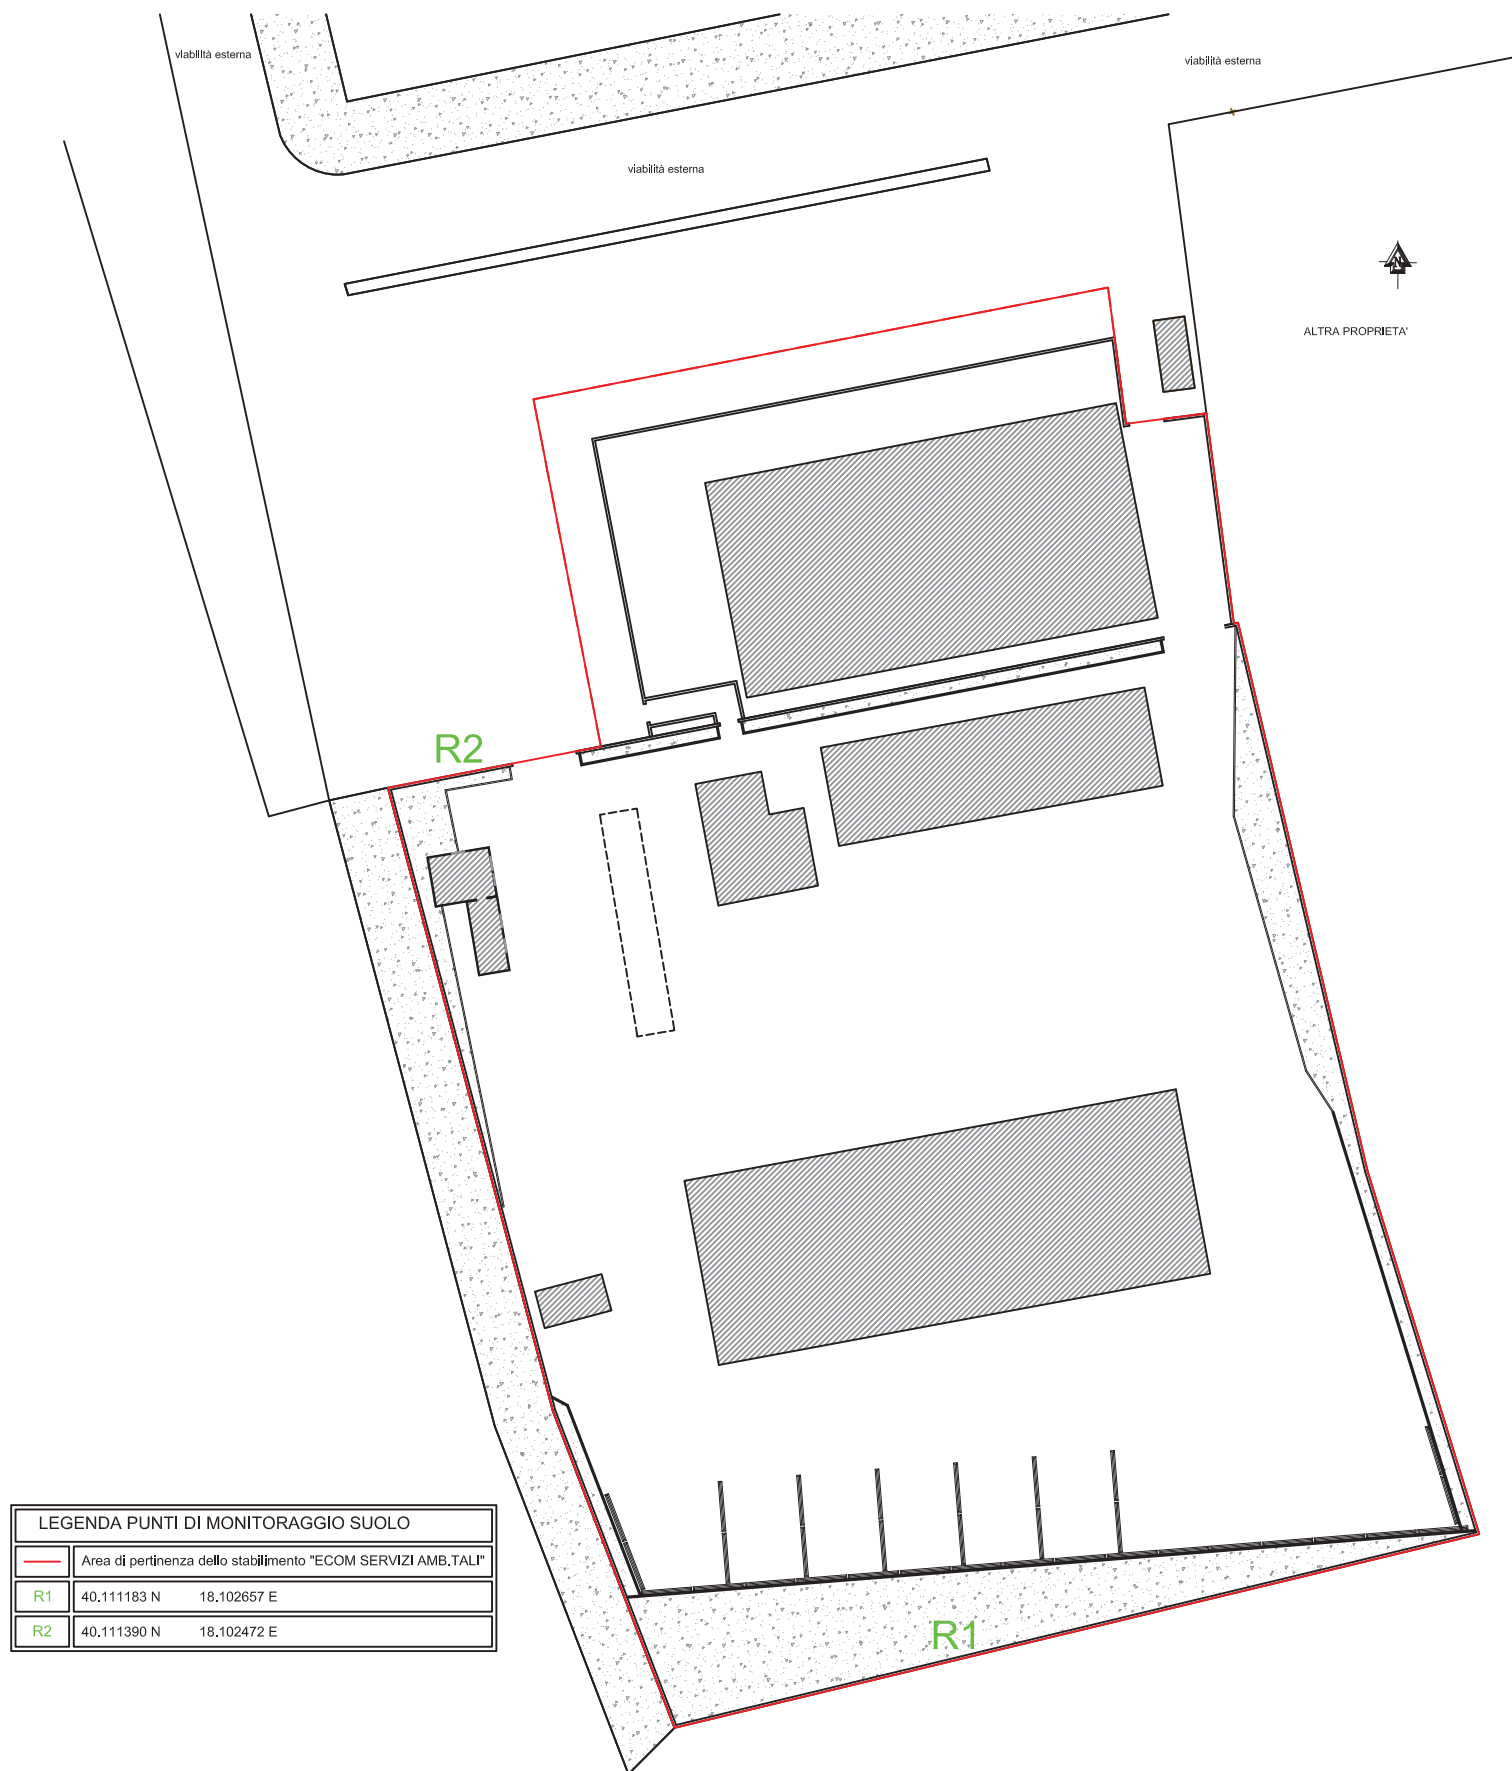 viabilità esterna
viabilità esterna
viabilità esterna
N
ALTRA PROPRIETA'
R2
R1
LEGENDA PUNTI DI MONITORAGGIO SUOLO
Area di pertinenza dello stabilimento "ECOM SERVIZI AMB.TALI"
R1 40.111183 N 18.102657 E
R2 40.111390 N 18.102472 E